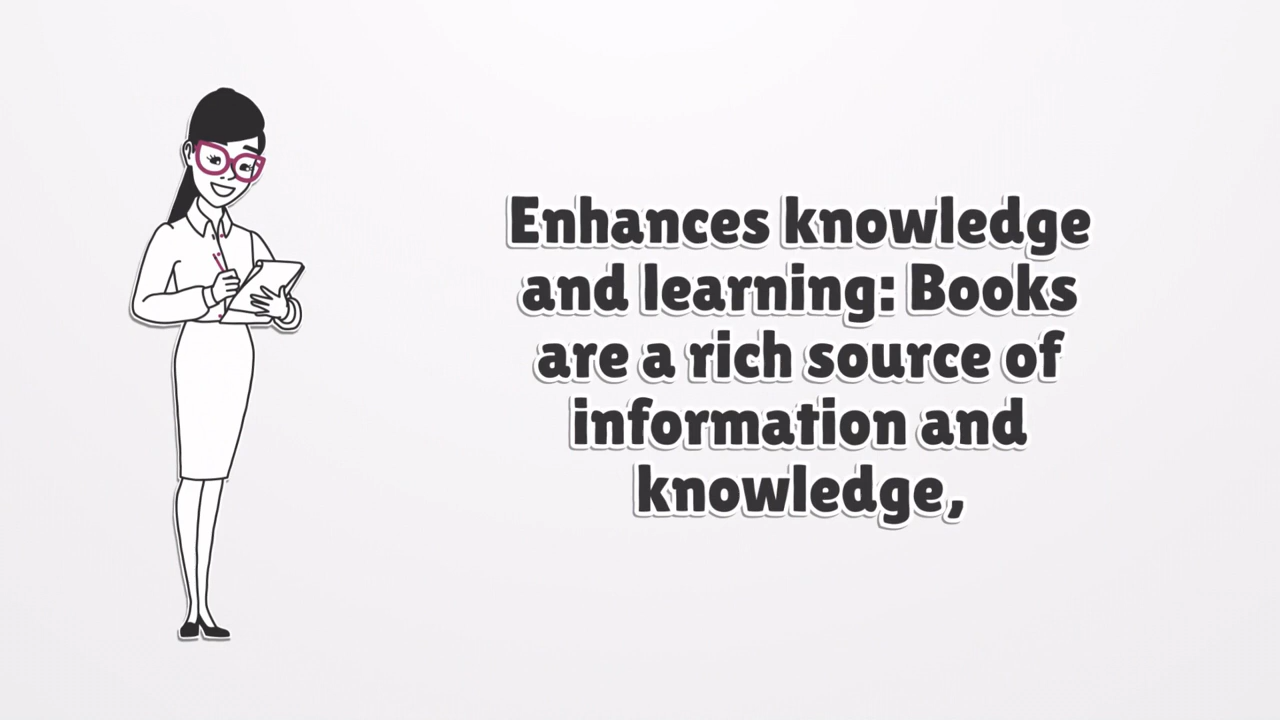 Enhances knowledge
and learning: Books
are a rich source of
information and
knowledge,